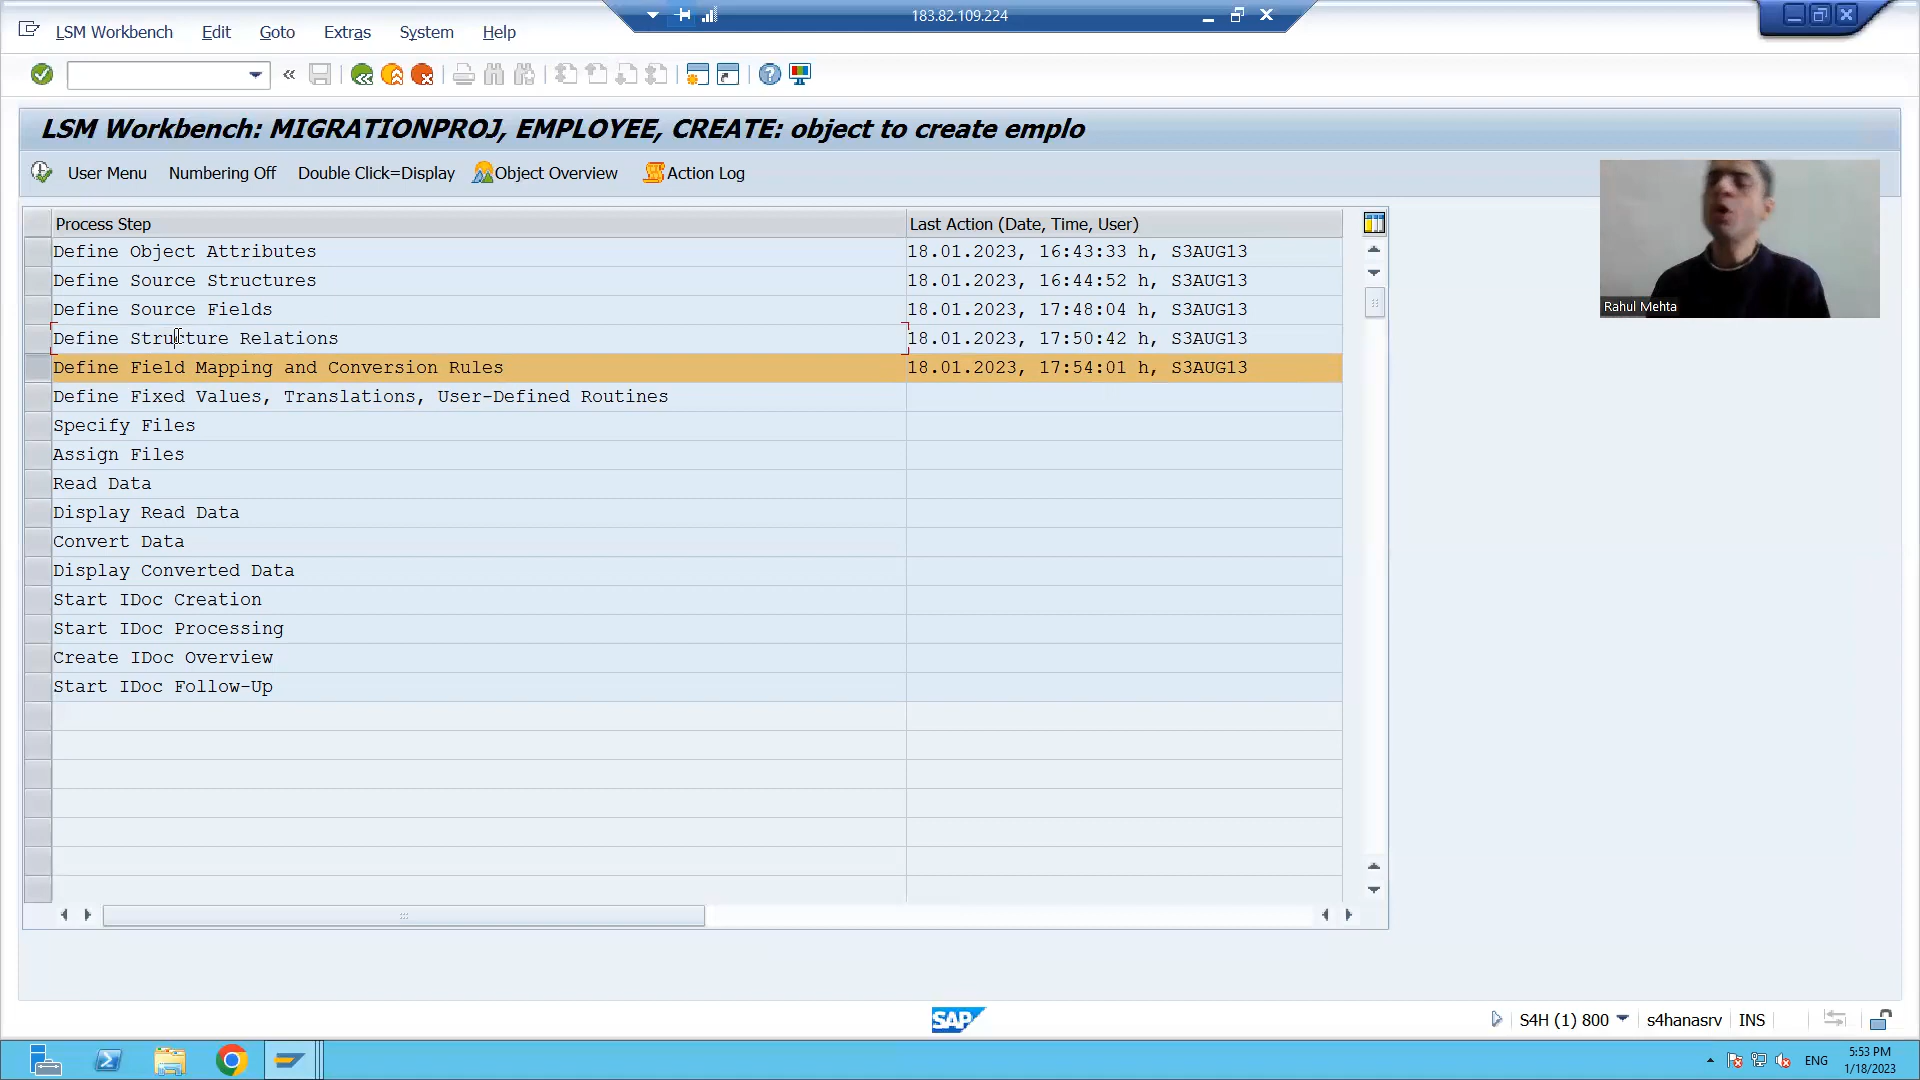 183.82.109.224
LSM Workbench Edit Goto Extras System Help
LSM Workbench: MIGRATIONPROJ, EMPLOYEE, CREATE: object to create emplo
User Menu Numbering Off Double Click=Display Object Overview Action Log
Process Step Last Action (Date, Time, User)
Define Object Attributes 18.01.2023, 16:43:33 h, S3AUG13
Define Source Structures 18.01.2023, 16:44:52 h, S3AUG13
Define Source Fields 18.01.2023, 17:48:04 h, S3AUG13
Define Structure Relations 18.01.2023, 17:50:42 h, S3AUG13
Define Field Mapping and Conversion Rules 18.01.2023, 17:54:01 h, S3AUG13
Define Fixed Values, Translations, User-Defined Routines
Specify Files
Assign Files
Read Data
Display Read Data
Convert Data
Display Converted Data
Start IDoc Creation
Start IDoc Processing
Create IDoc Overview
Start IDoc Follow-Up
Rahul Mehta
SAP
S4H (1) 800 s4hanasrv INS
ENG
5:53 PM
1/18/2023